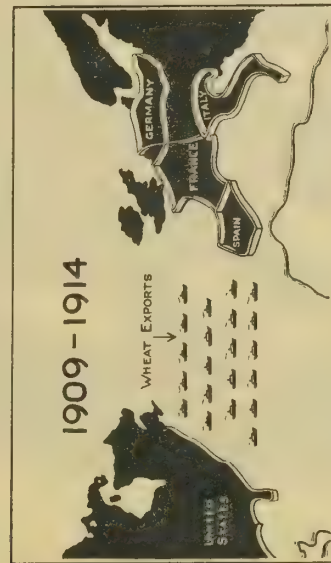 1909-1914
WHEAT EXPORTS
UNITED
STATES
GERMANY
FRANCE
ITALY
SPAIN